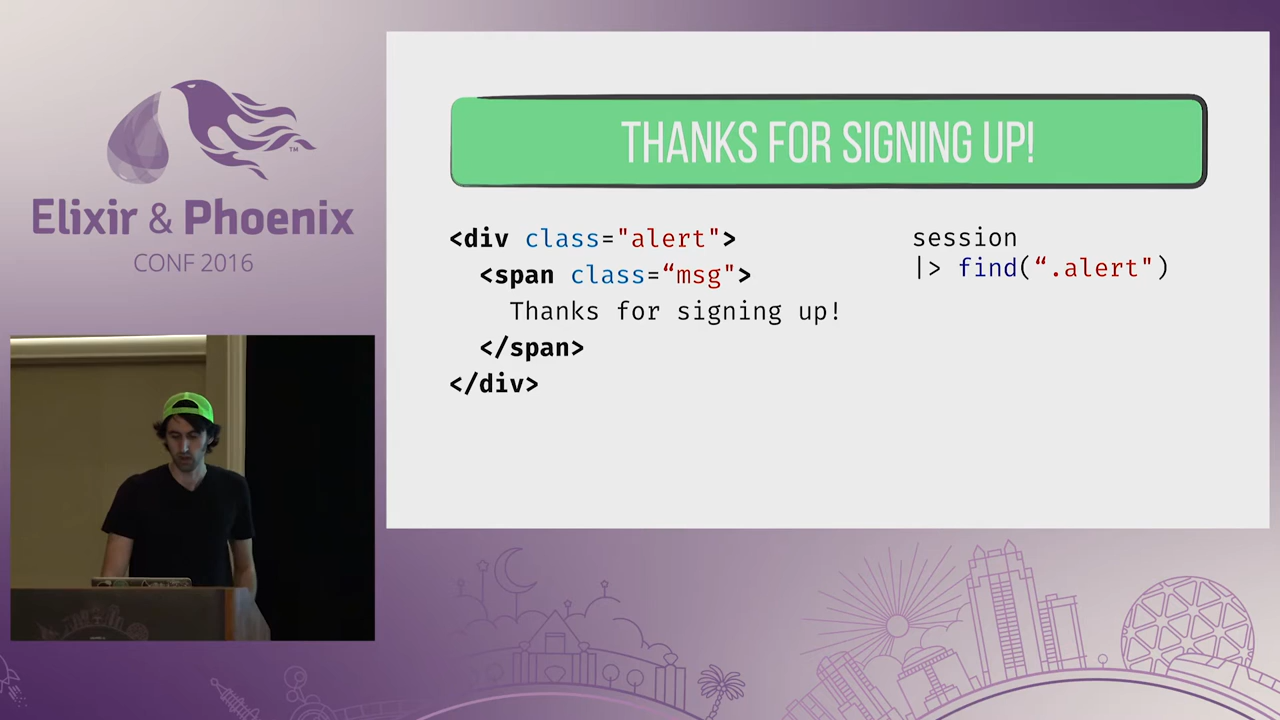 Elixir & Phoenix
CONF 2016
TM
THANKS FOR SIGNING UP!
<div class="alert">
<span class=“msg">
Thanks for signing up!
</span>
</div>
session
|> find(“.alert")